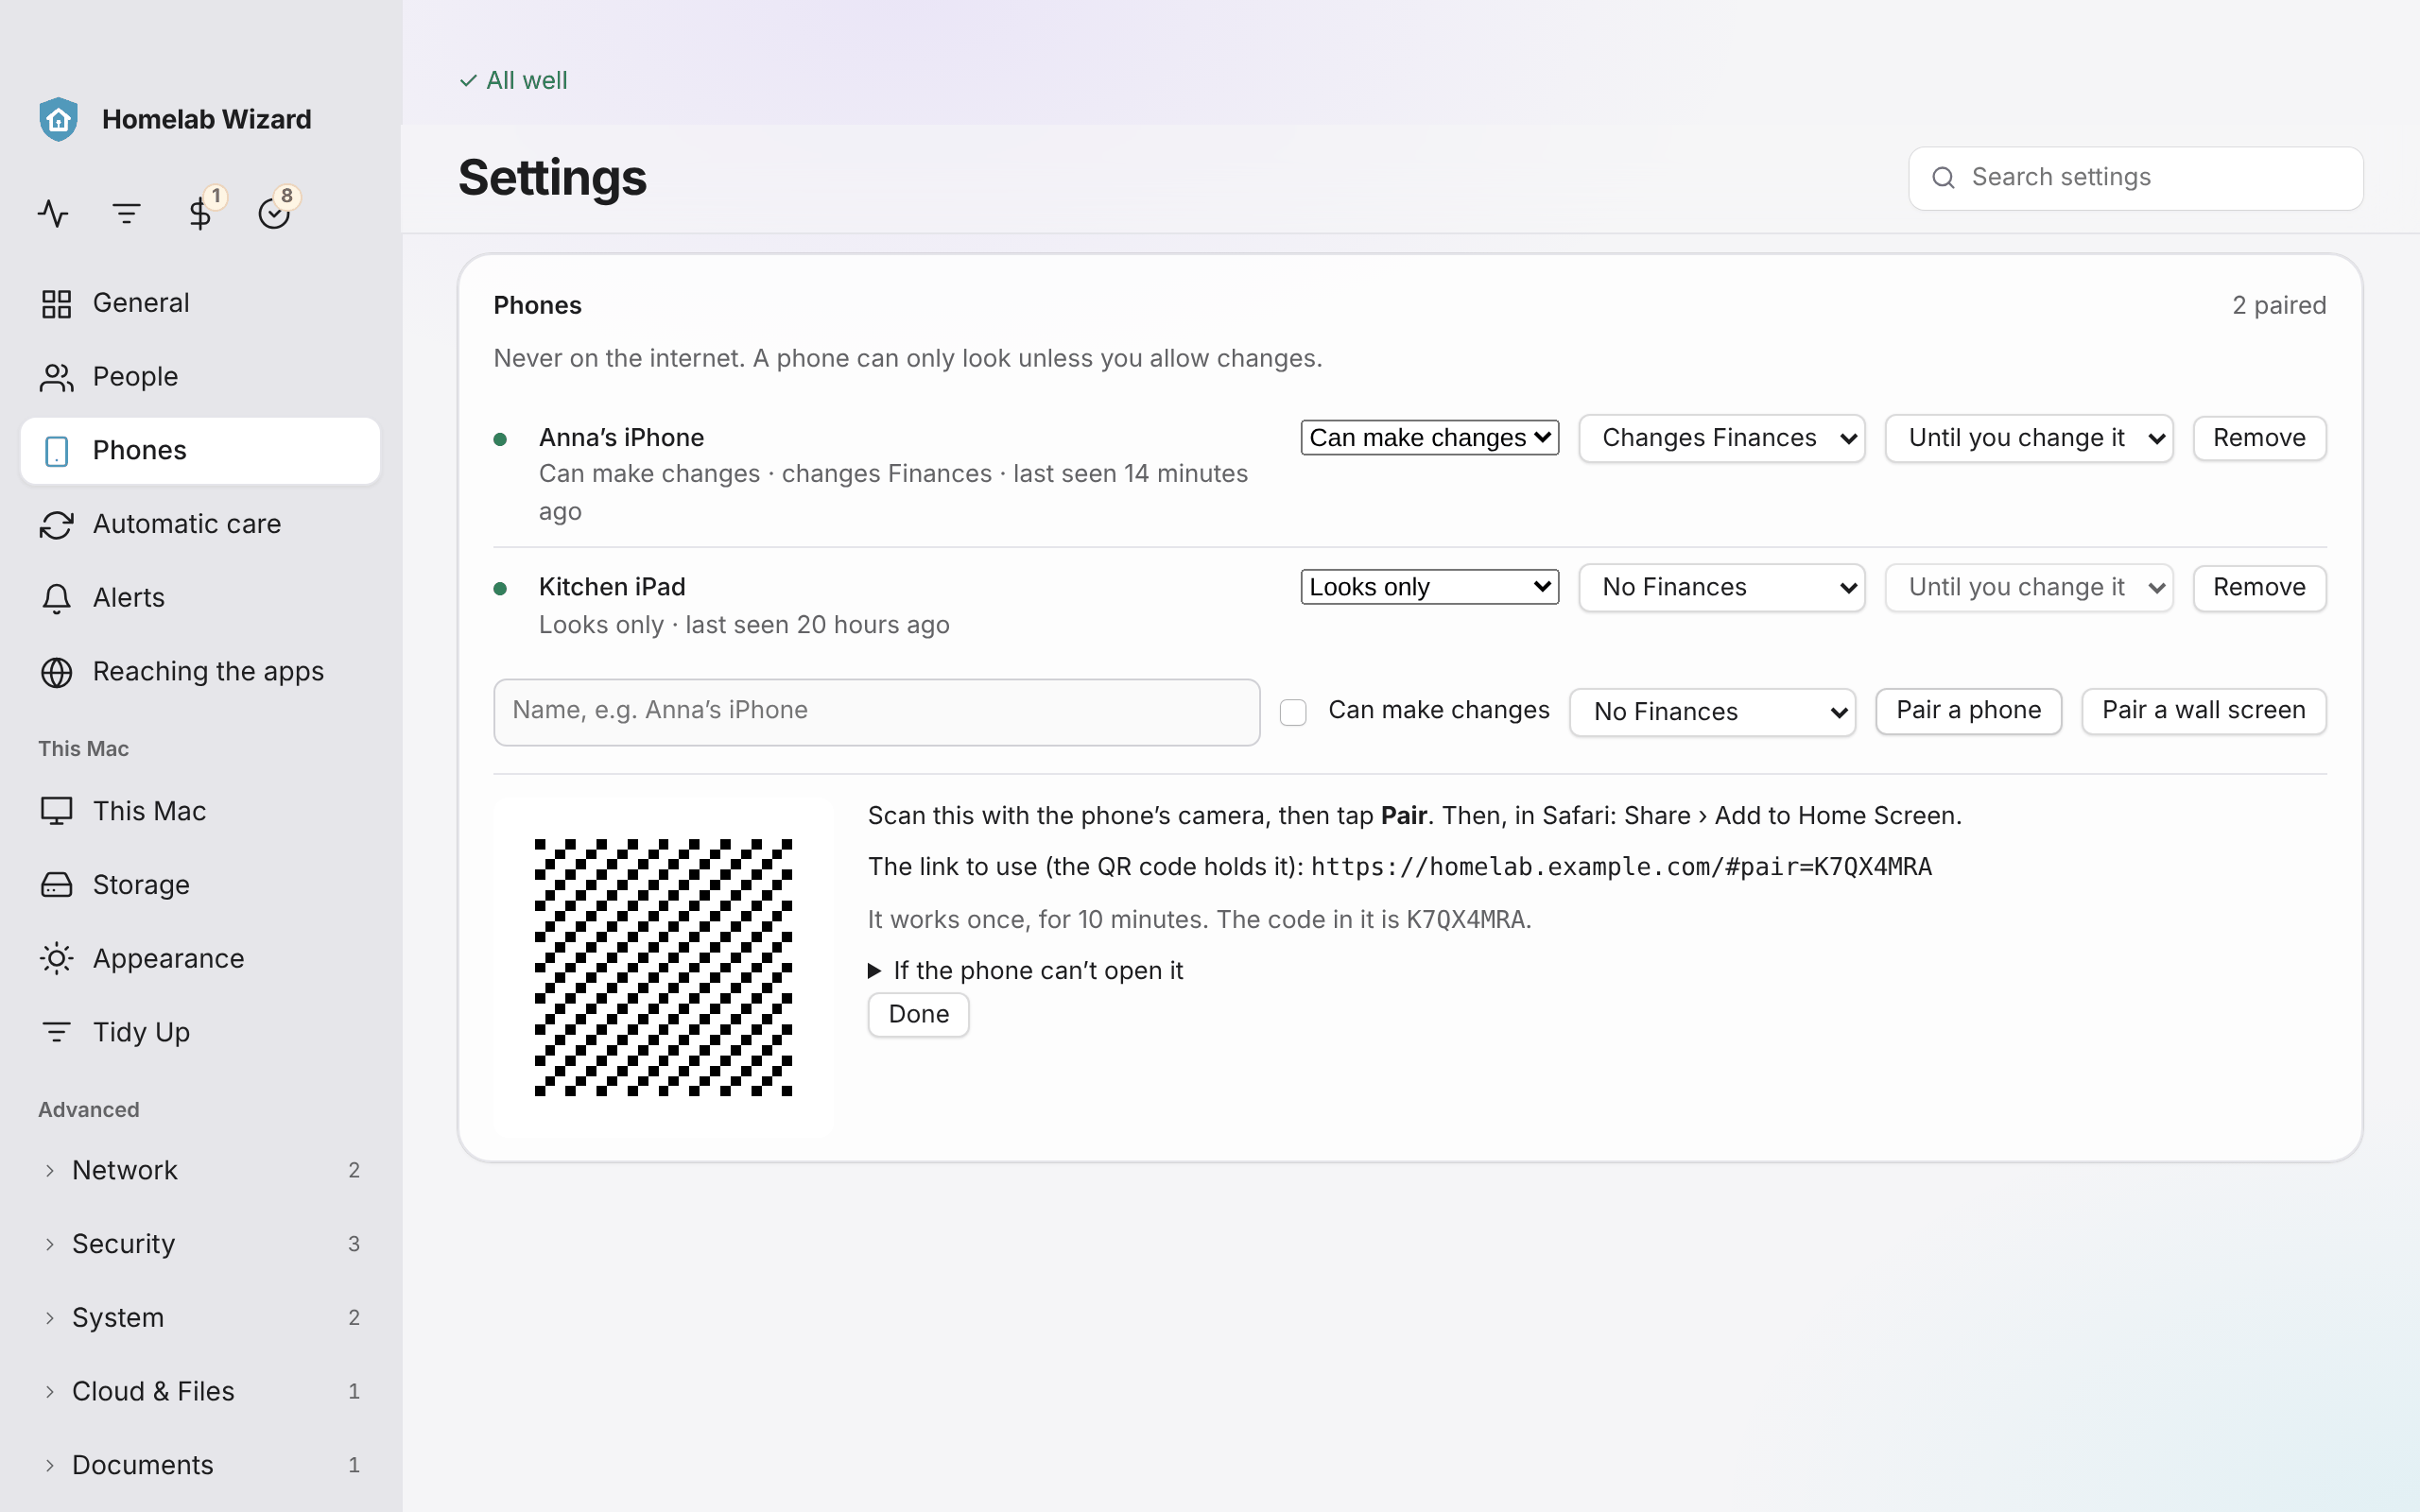 Homelab Wizard
1
8
General
People
Phones
Automatic care
Alerts
Reaching the apps
This Mac
This Mac
Storage
Appearance
Tidy Up
Advanced
Network 2
Security 3
System 2
Cloud & Files 1
Documents 1
All well
Settings
Search settings
Phones
2 paired
Never on the internet. A phone can only look unless you allow changes.
Anna’s iPhone
Can make changes · changes Finances · last seen 14 minutes
ago
Can make changes
Changes Finances
Until you change it
Remove
Kitchen iPad
Looks only · last seen 20 hours ago
Looks only
No Finances
Until you change it
Remove
Name, e.g. Anna’s iPhone
Can make changes
No Finances
Pair a phone
Pair a wall screen
Scan this with the phone’s camera, then tap Pair. Then, in Safari: Share › Add to Home Screen.
The link to use (the QR code holds it): https://homelab.example.com/#pair=K7QX4MRA
It works once, for 10 minutes. The code in it is K7QX4MRA.
If the phone can’t open it
Done